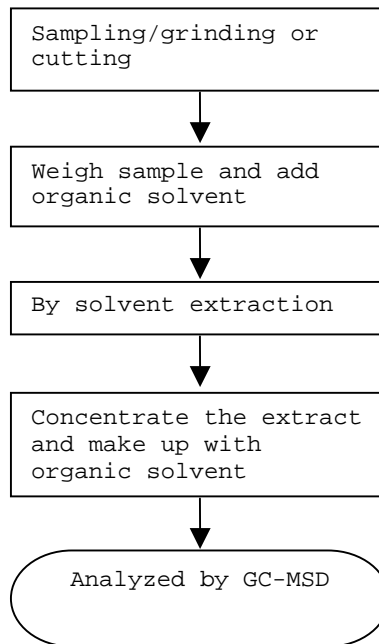 Sampling/grinding or
cutting
Weigh sample and add
organic solvent
By solvent extraction
Concentrate the extract
and make up with
organic solvent
Analyzed by GC-MSD